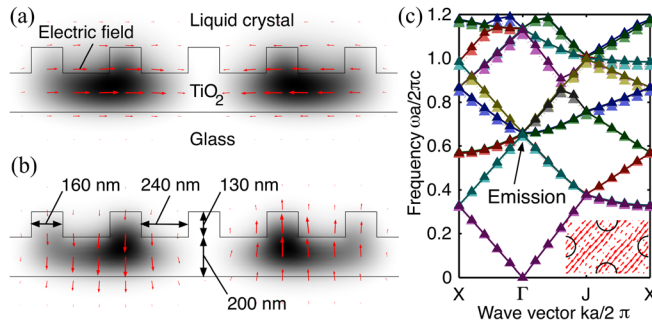 (a)
Liquid crystal
Electric field
TiO2
Glass
(b)
160 nm
240 nm
130 nm
200 nm
(c)
Frequency ωa/2πc
1.2
1.0
0.8
0.6
0.4
0.2
0
Emission
X Γ J X
Wave vector ka/2 π